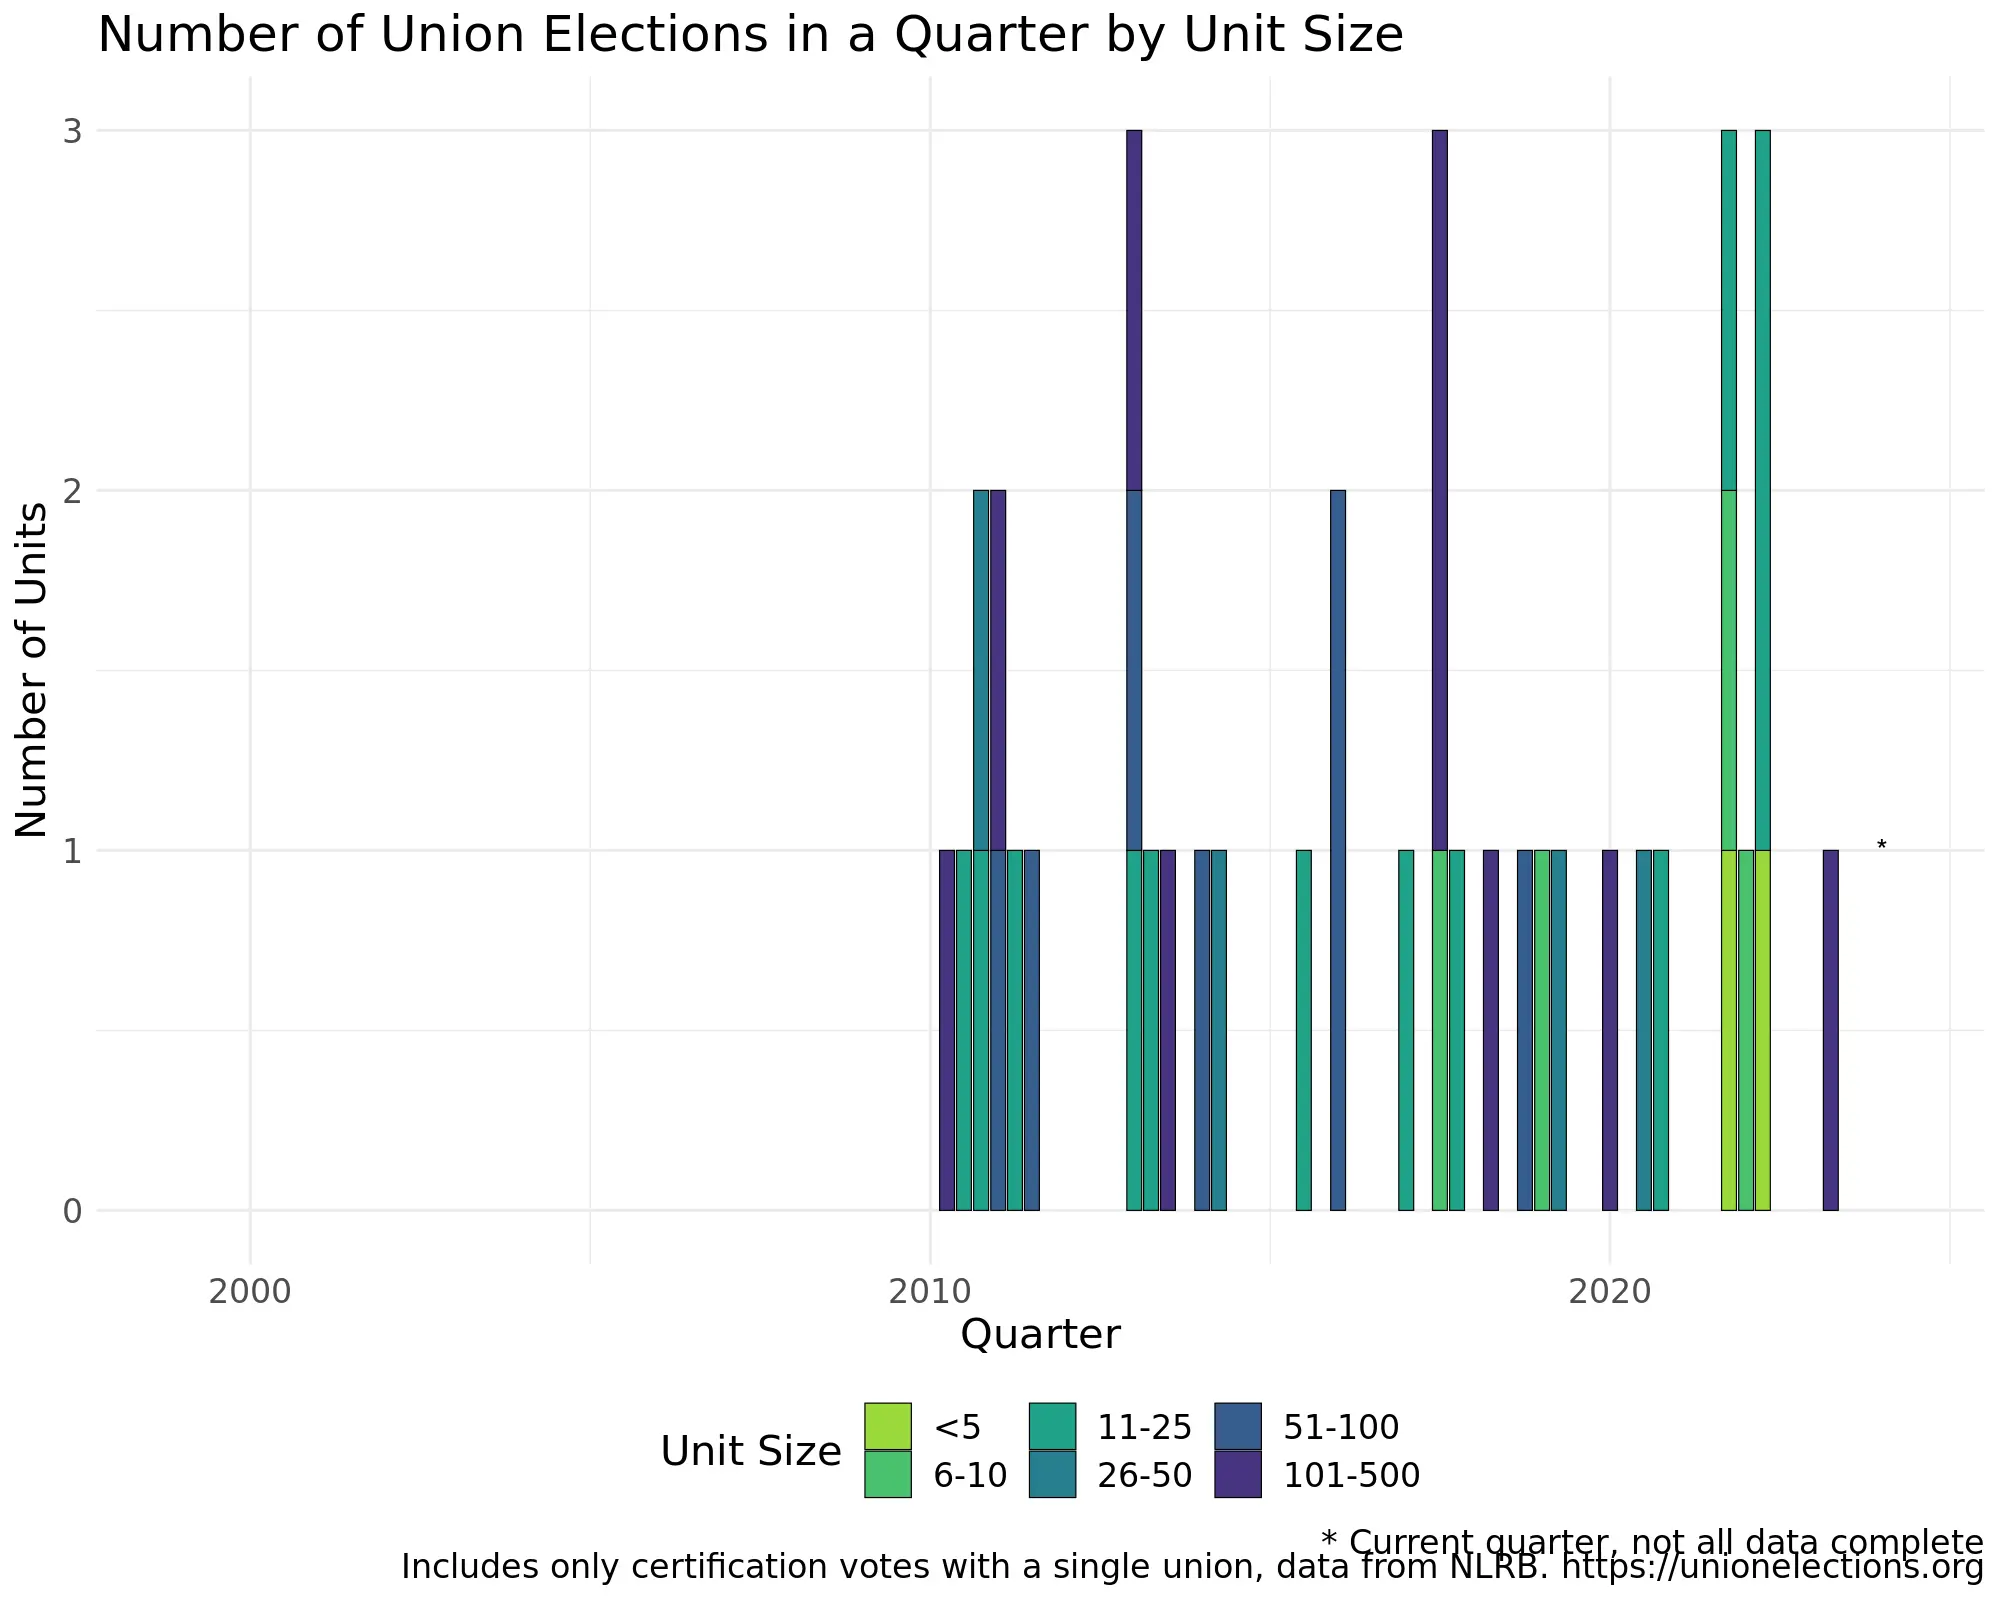 Number of Union Elections in a Quarter by Unit Size
Number of Units
3
2
1
0
*
2000 2010 2020
Quarter
Unit Size
<5 11-25 51-100
6-10 26-50 101-500
* Current quarter, not all data complete
Includes only certification votes with a single union, data from NLRB. https://unionelections.org